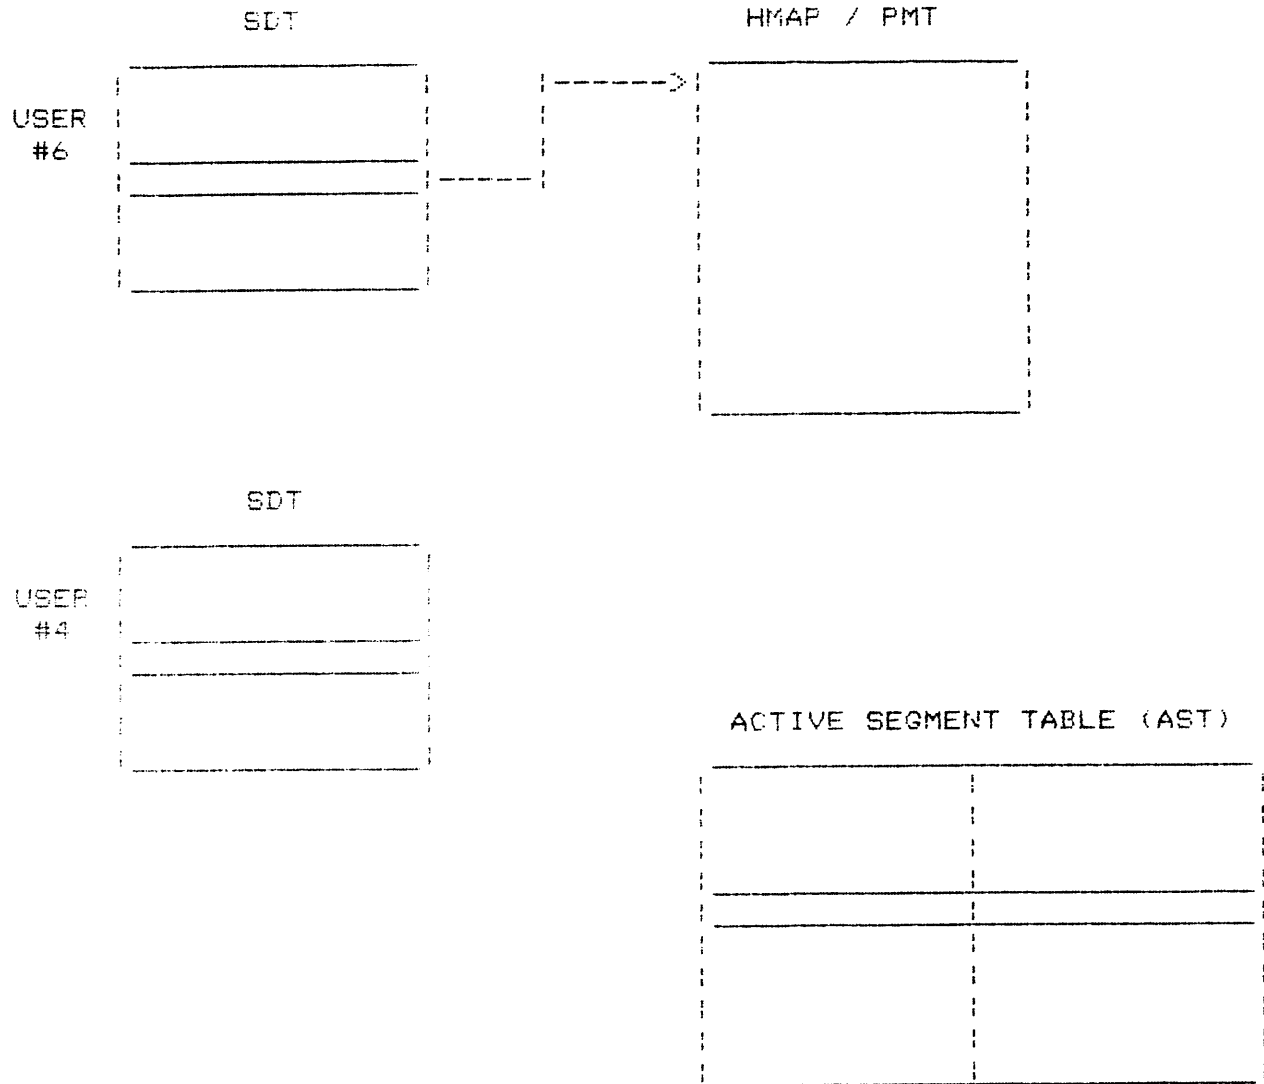 SDT
HMAP / PMT
USER
#6
SDT
USER
#4
ACTIVE SEGMENT TABLE (AST)